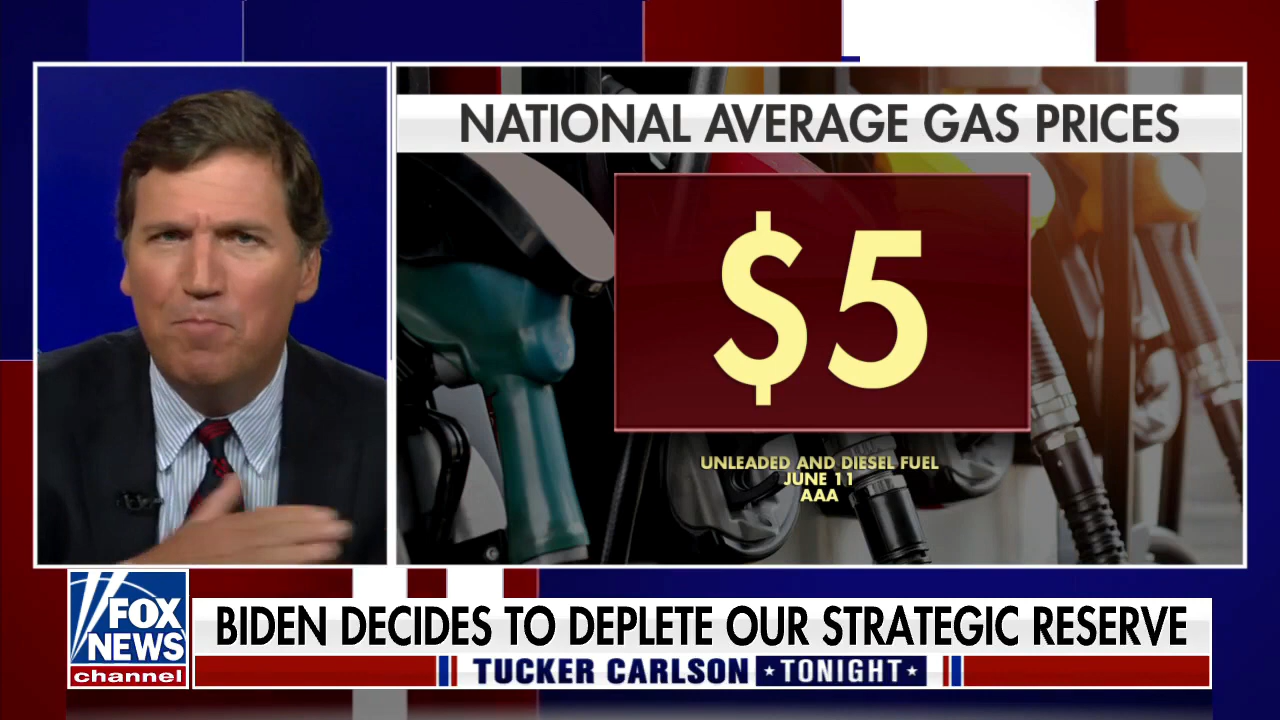 NATIONAL AVERAGE GAS PRICES
$5
UNLEADED AND DIESEL FUEL
JUNE 11
AAA
FOX
NEWS
channel
BIDEN DECIDES TO DEPLETE OUR STRATEGIC RESERVE
TUCKER CARLSON TONIGHT